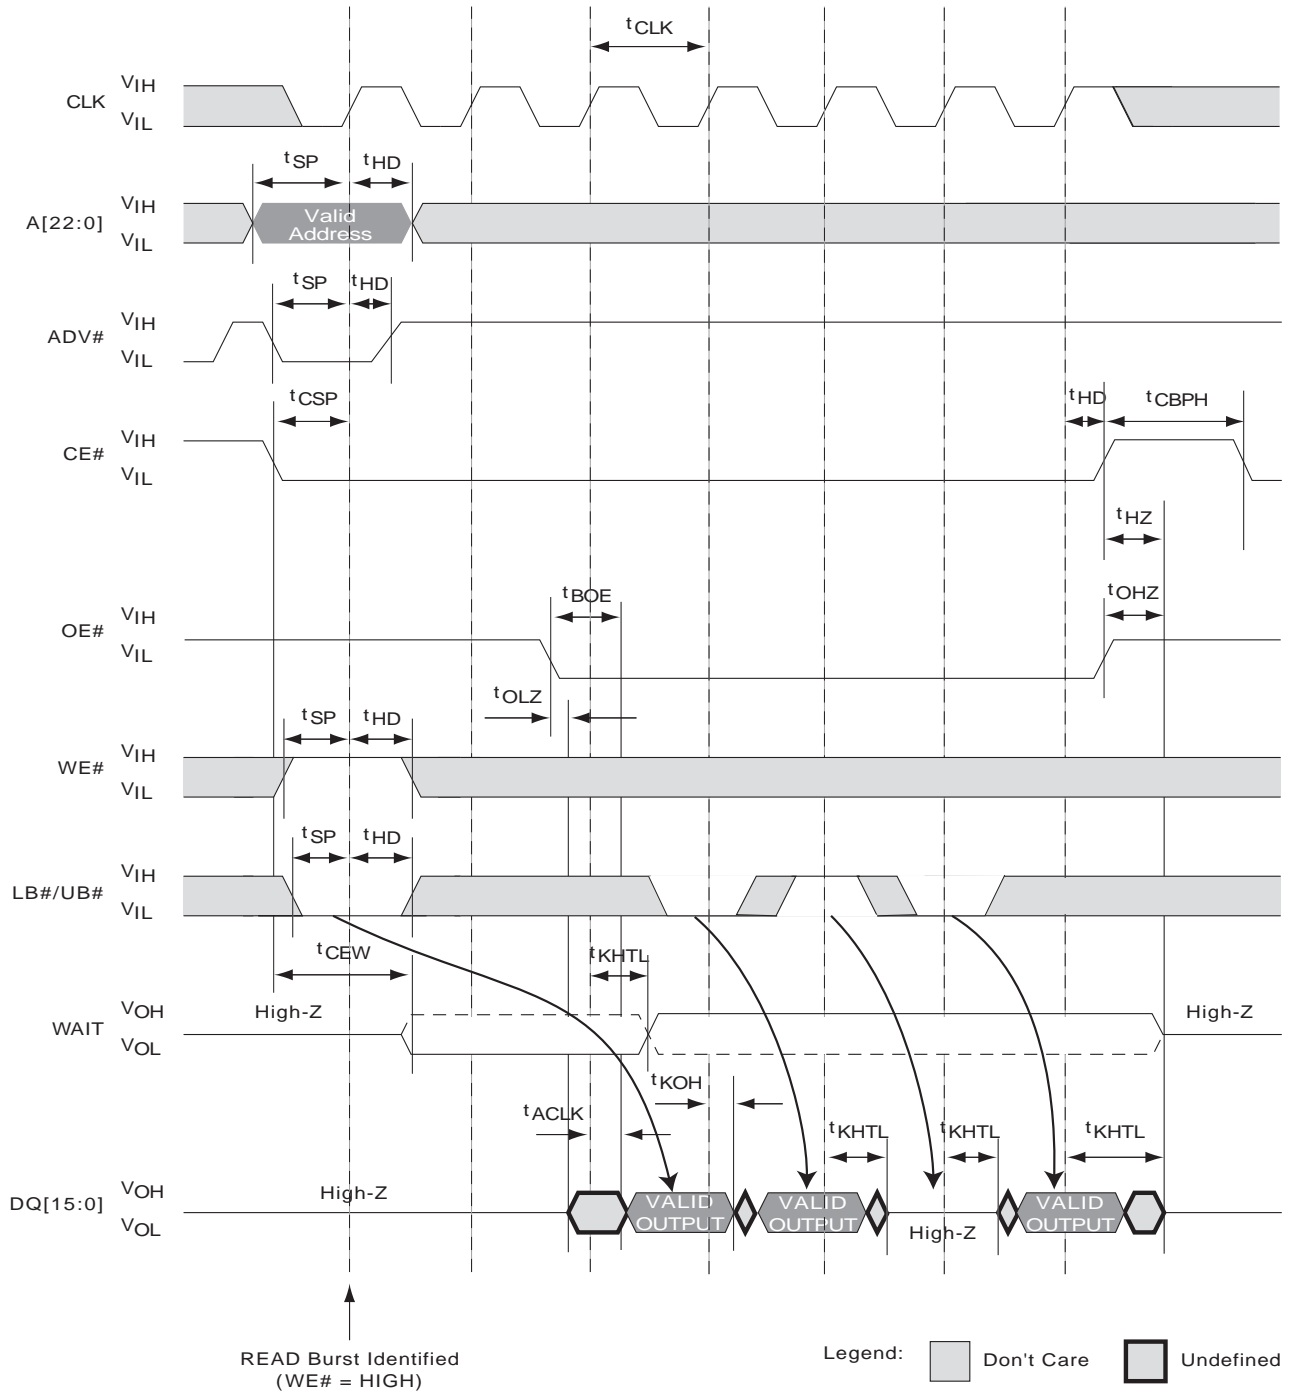 tCLK
CLK VIH
VIL
tSP tHD
A[22:0] VIH
VIL
Valid
Address
tSP tHD
ADV# VIH
VIL
tCSP tHD tCBPH
CE# VIH
VIL
tHZ
tBOE tOHZ
OE# VIH
VIL
tOLZ
tSP tHD
WE# VIH
VIL
tSP tHD
LB#/UB# VIH
VIL
tCEW tKHTL
WAIT VOH
VOL
High-Z High-Z
tKOH
tACLK tKHTL tKHTL tKHTL
DQ[15:0] VOH
VOL
High-Z
VALID
OUTPUT
VALID
OUTPUT
High-Z
VALID
OUTPUT
READ Burst Identified
(WE# = HIGH)
Legend: Don't Care Undefined